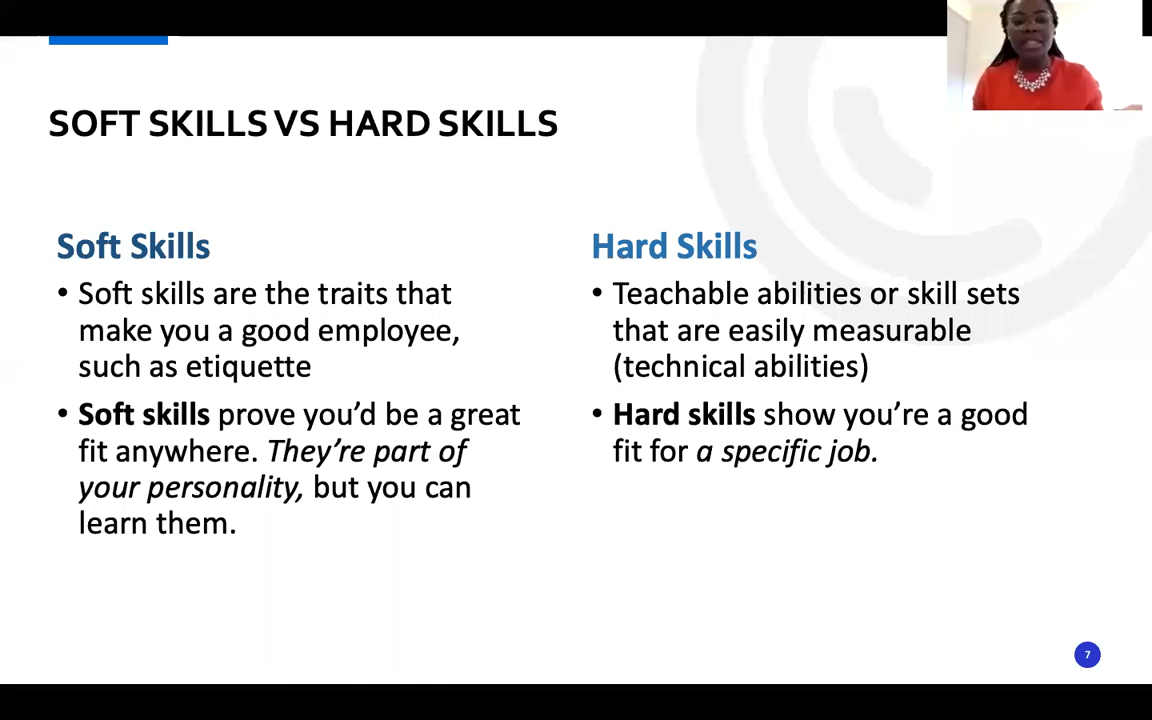 SOFT SKILLS VS HARD SKILLS
Soft Skills
• Soft skills are the traits that
make you a good employee,
such as etiquette
• Soft skills prove you’d be a great
fit anywhere. They’re part of
your personality, but you can
learn them.
Hard Skills
• Teachable abilities or skill sets
that are easily measurable
(technical abilities)
• Hard skills show you’re a good
fit for a specific job.
7